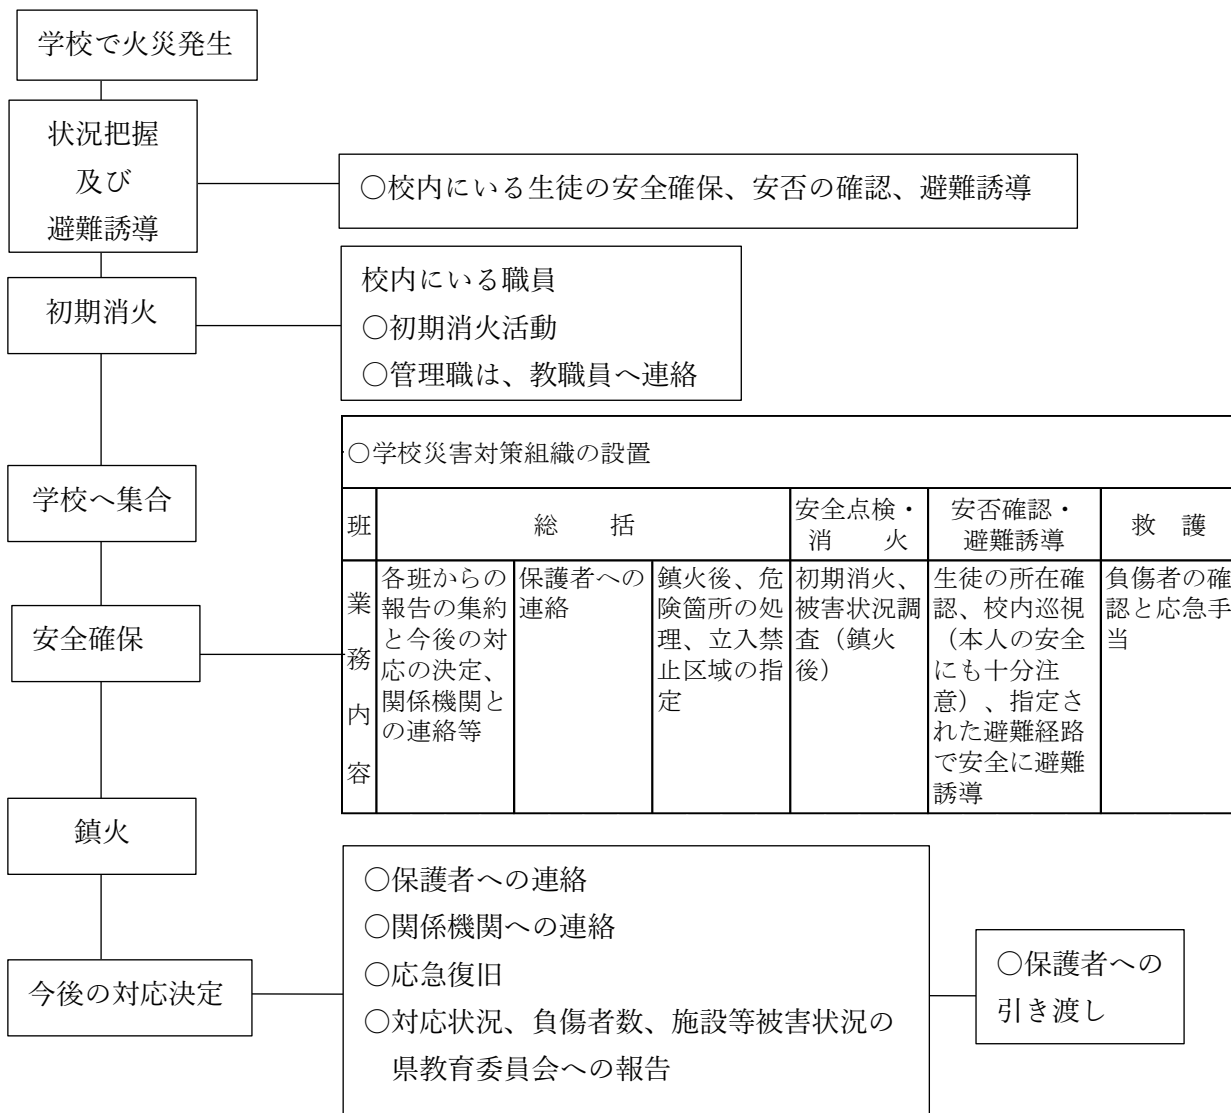 学校で火災発生
状況把握
及び
避難誘導
〇校内にいる生徒の安全確保、安否の確認、避難誘導
初期消火
校内にいる職員
〇初期消火活動
〇管理職は、教職員へ連絡
学校へ集合
〇学校災害対策組織の設置
班
総　　括
安全点検・
消　　火
安否確認・
避難誘導
救　護
業
務
内
容
各班からの
報告の集約
と今後の対
応の決定、
関係機関と
の連絡等
保護者への
連絡
鎮火後、危
険箇所の処
理、立入禁
止区域の指
定
初期消火、
被害状況調
査（鎮火
後）
生徒の所在確
認、校内巡視
（本人の安全
にも十分注
意）、指定さ
れた避難経路
で安全に避難
誘導
負傷者の確
認と応急手
当
安全確保
鎮火
今後の対応決定
〇保護者への連絡
〇関係機関への連絡
〇応急復旧
〇対応状況、負傷者数、施設等被害状況の
県教育委員会への報告
〇保護者への
引き渡し